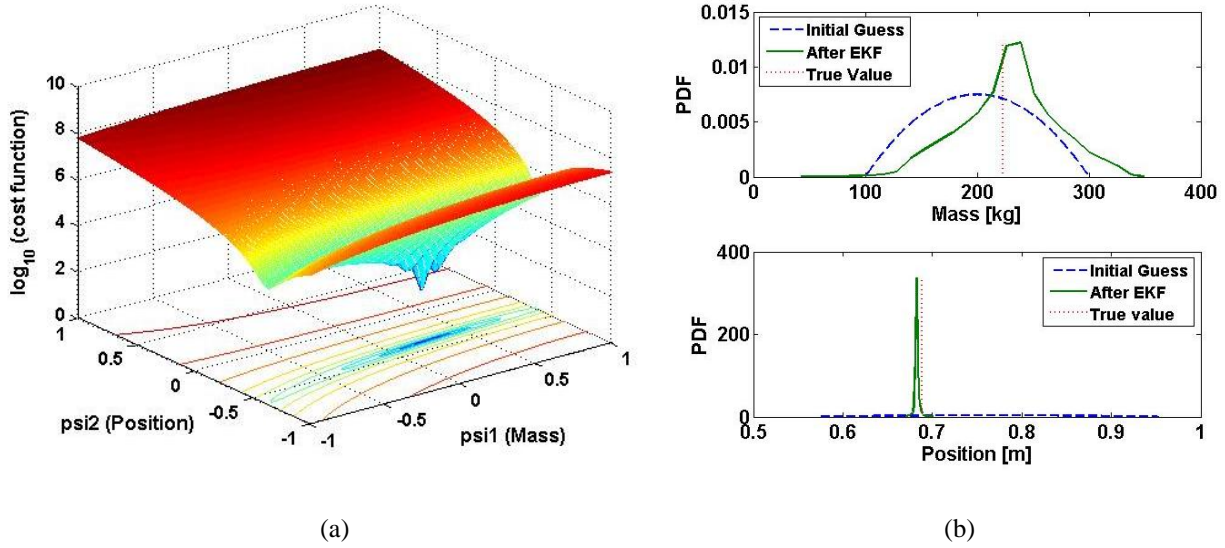 10
8
6
4
2
0
log10 (cost function)
1
0.5
0
-0.5
-1
psi2 (Position)
-1
-0.5
0
0.5
1
psi1 (Mass)
(a)
0.015
0.01
0.005
0
PDF
Initial Guess
After EKF
True Value
0
100
200
300
400
Mass [kg]
400
200
0
PDF
Initial Guess
After EKF
True value
0.5
0.6
0.7
0.8
0.9
1
Position [m]
(b)